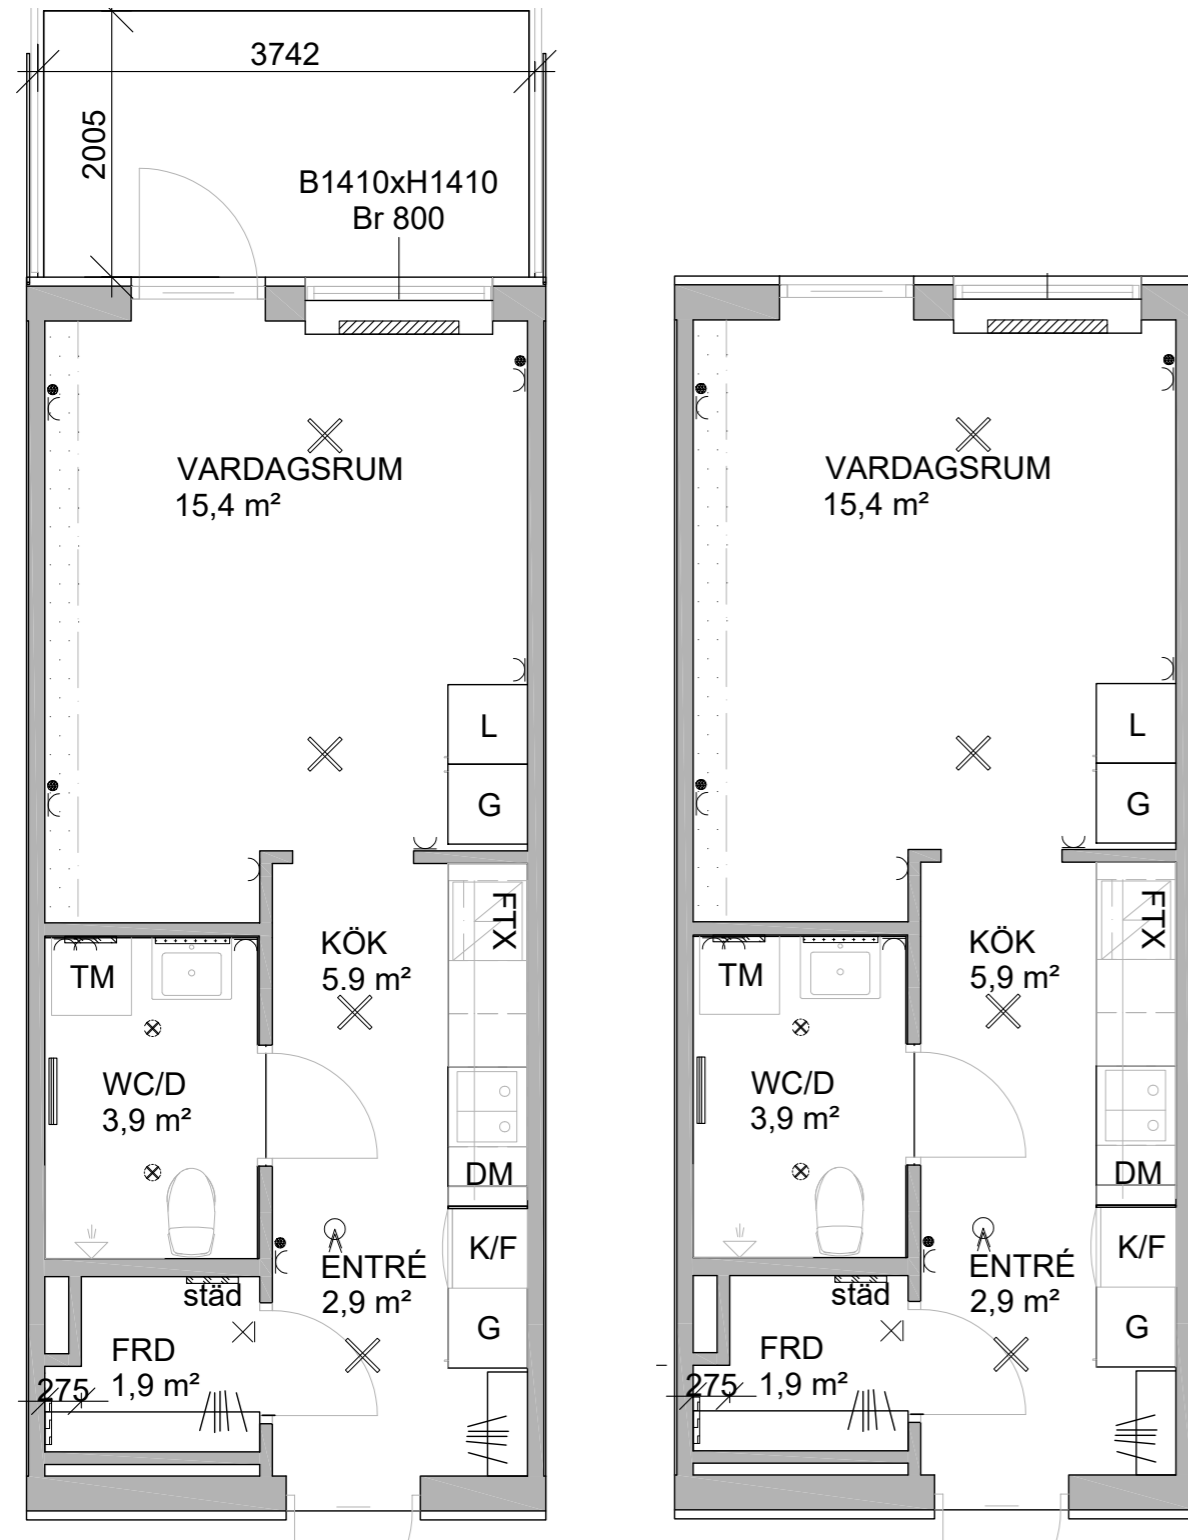 3742
2005
B1410xH1410
Br 800
VARDAGSRUM
15,4 m²
L
G
FTX
KÖK
5.9 m²
TM
WC/D
3,9 m²
DM
K/F
ENTRÉ
2,9 m²
städ
G
FRD
1,9 m²
275
VARDAGSRUM
15,4 m²
L
G
FTX
KÖK
5,9 m²
TM
WC/D
3,9 m²
DM
K/F
ENTRÉ
2,9 m²
städ
G
FRD
1,9 m²
275